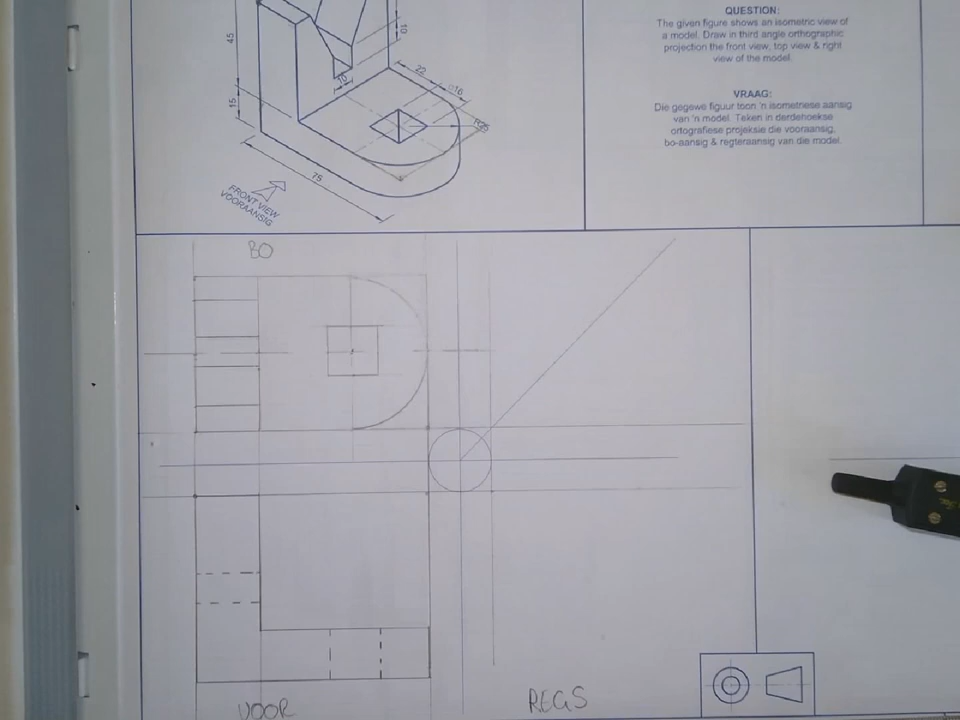 QUESTION:
The given figure shows an isometric view of
a model. Draw in third angle orthographic
projection the front view, top view & right
view of the model.
VRAAG:
Die gegewe figuur toon 'n isometriese aansig
van 'n model. Teken in derdehoekse
ortografiese projeksie die vooraansig,
bo-aansig & regteraansig van die model.
45
15
10
10
22
75
FRONT VIEW
VOORAANSIG
BO
VOOR
REGS